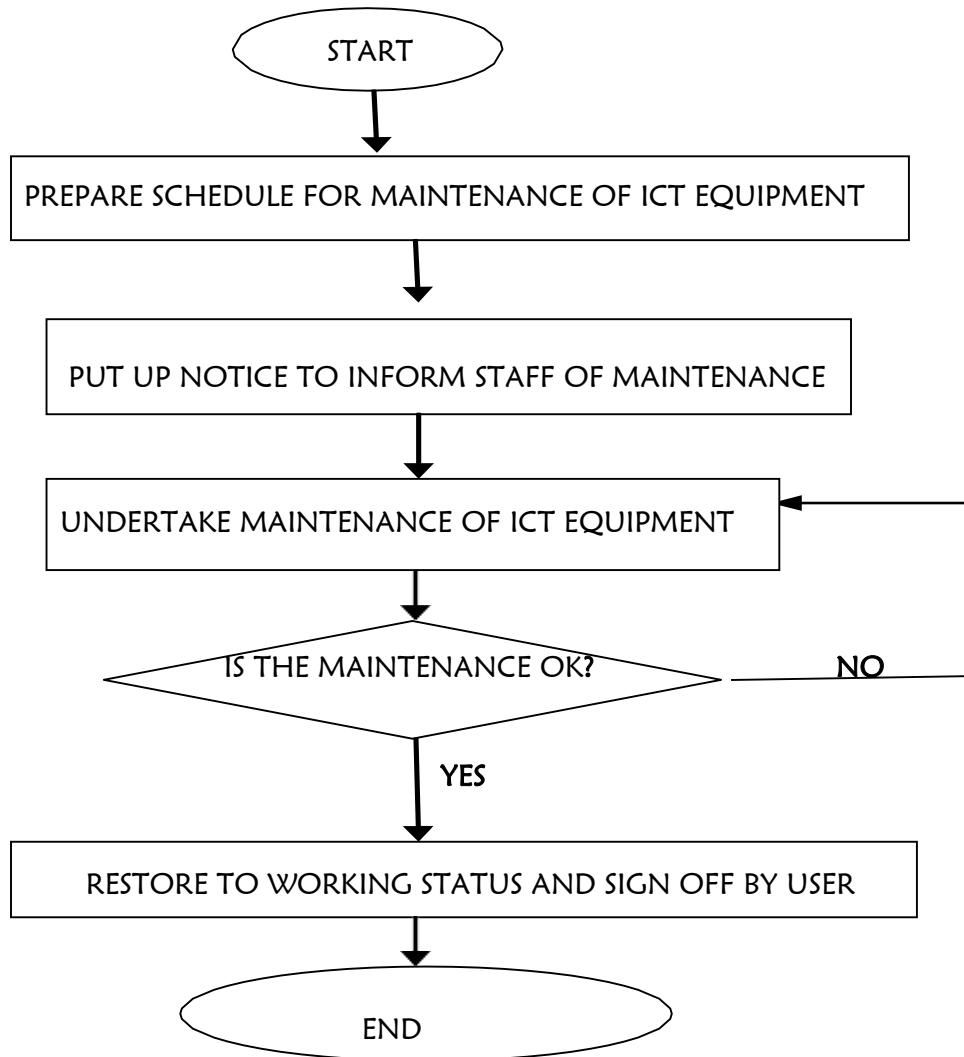 START
PREPARE SCHEDULE FOR MAINTENANCE OF ICT EQUIPMENT
PUT UP NOTICE TO INFORM STAFF OF MAINTENANCE
UNDERTAKE MAINTENANCE OF ICT EQUIPMENT
IS THE MAINTENANCE OK?
NO
YES
RESTORE TO WORKING STATUS AND SIGN OFF BY USER
END